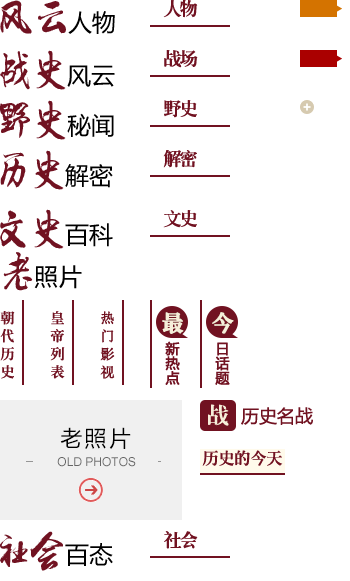 风云人物
人物
战史风云
战场
野史秘闻
野史
历史解密
解密
文史百科
文史
老照片
朝代历史
皇帝列表
热门影视
最新热点
今日话题
战 历史名战
老照片
OLD PHOTOS
历史的今天
社会百态
社会